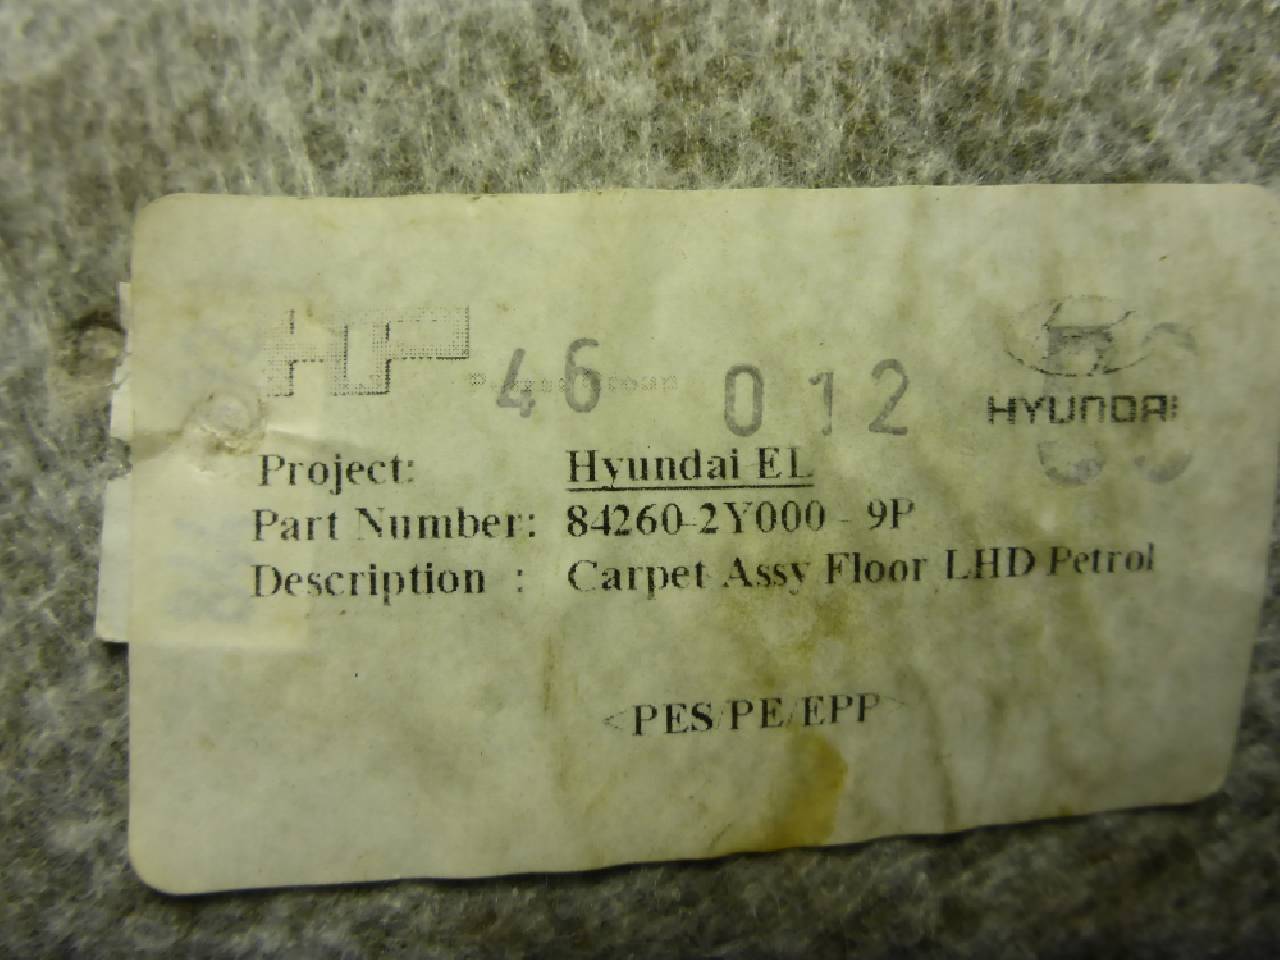 46 012
HYUNDAI
Project: Hyundai EL
Part Number: 84260-2Y000 - 9P
Description : Carpet Assy Floor LHD Petrol
<PES/PE/EPP>